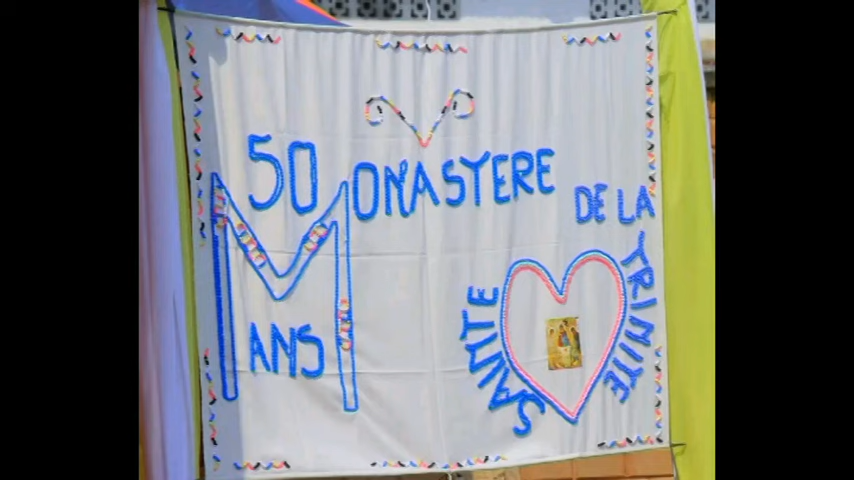 50
MONASTERE
DE LA
ANS
SAINTE
TRINITE